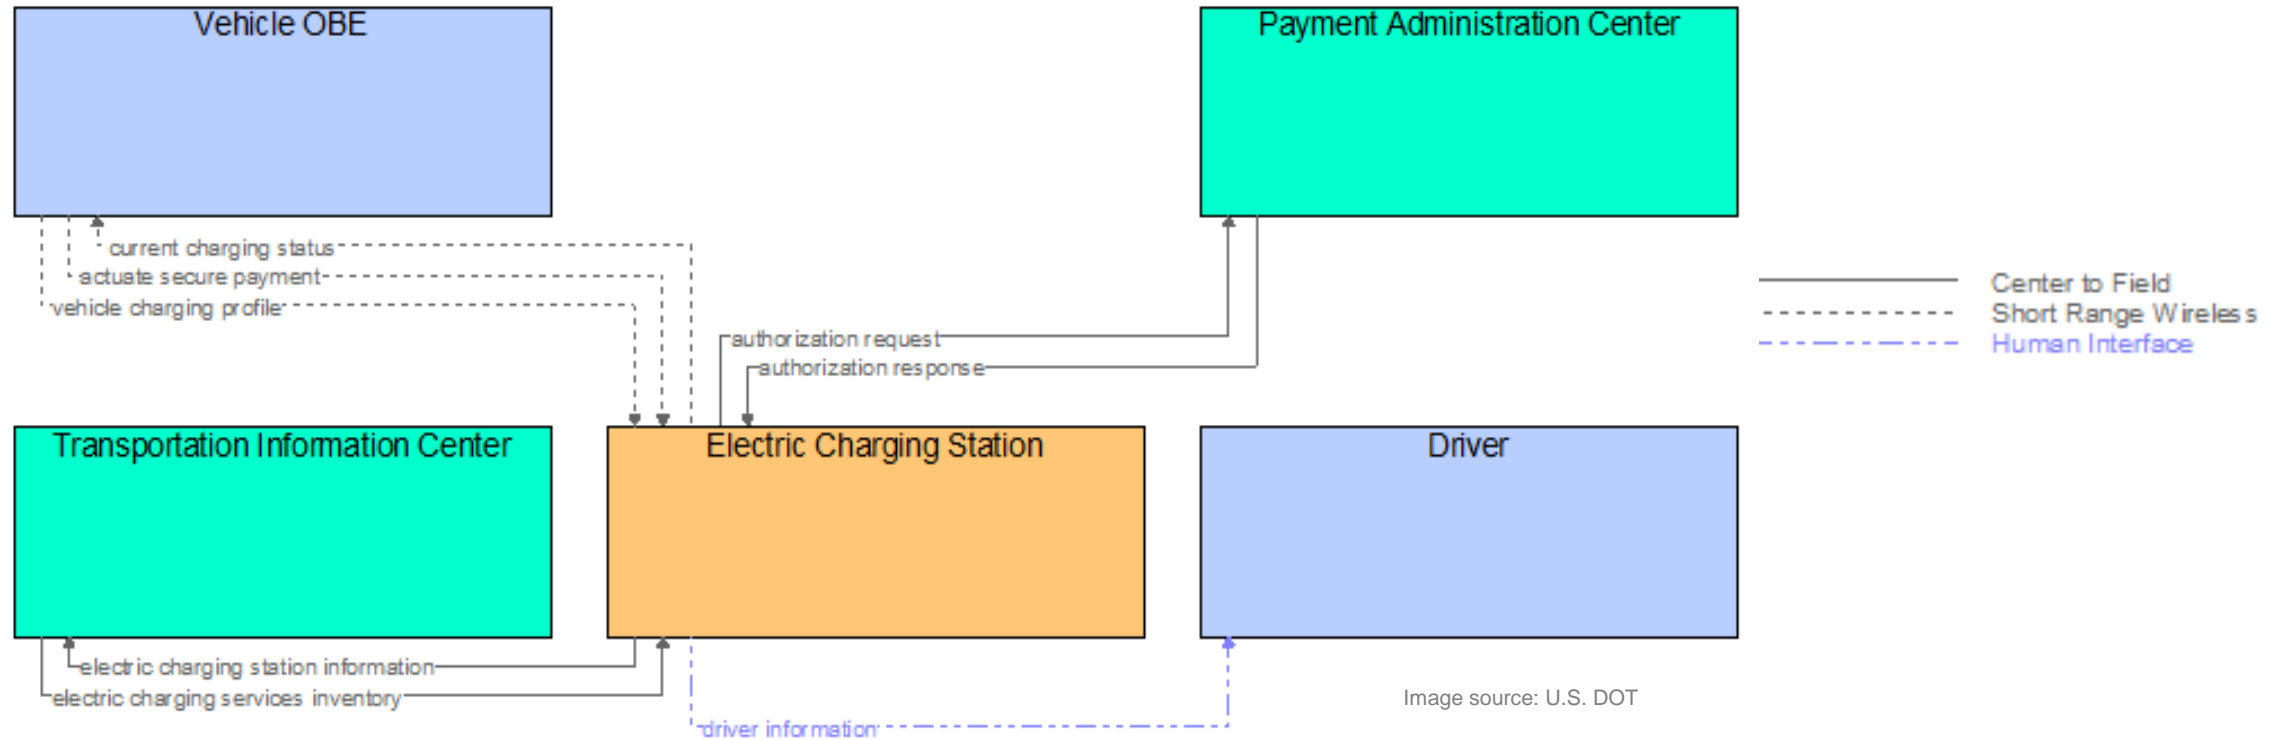 Vehicle OBE
Payment Administration Center
current charging status
actuate secure payment
vehicle charging profile
authorization request
authorization response
Center to Field
Short Range Wireless
Human Interface
Transportation Information Center
Electric Charging Station
Driver
electric charging station information
electric charging services inventory
driver information
Image source: U.S. DOT